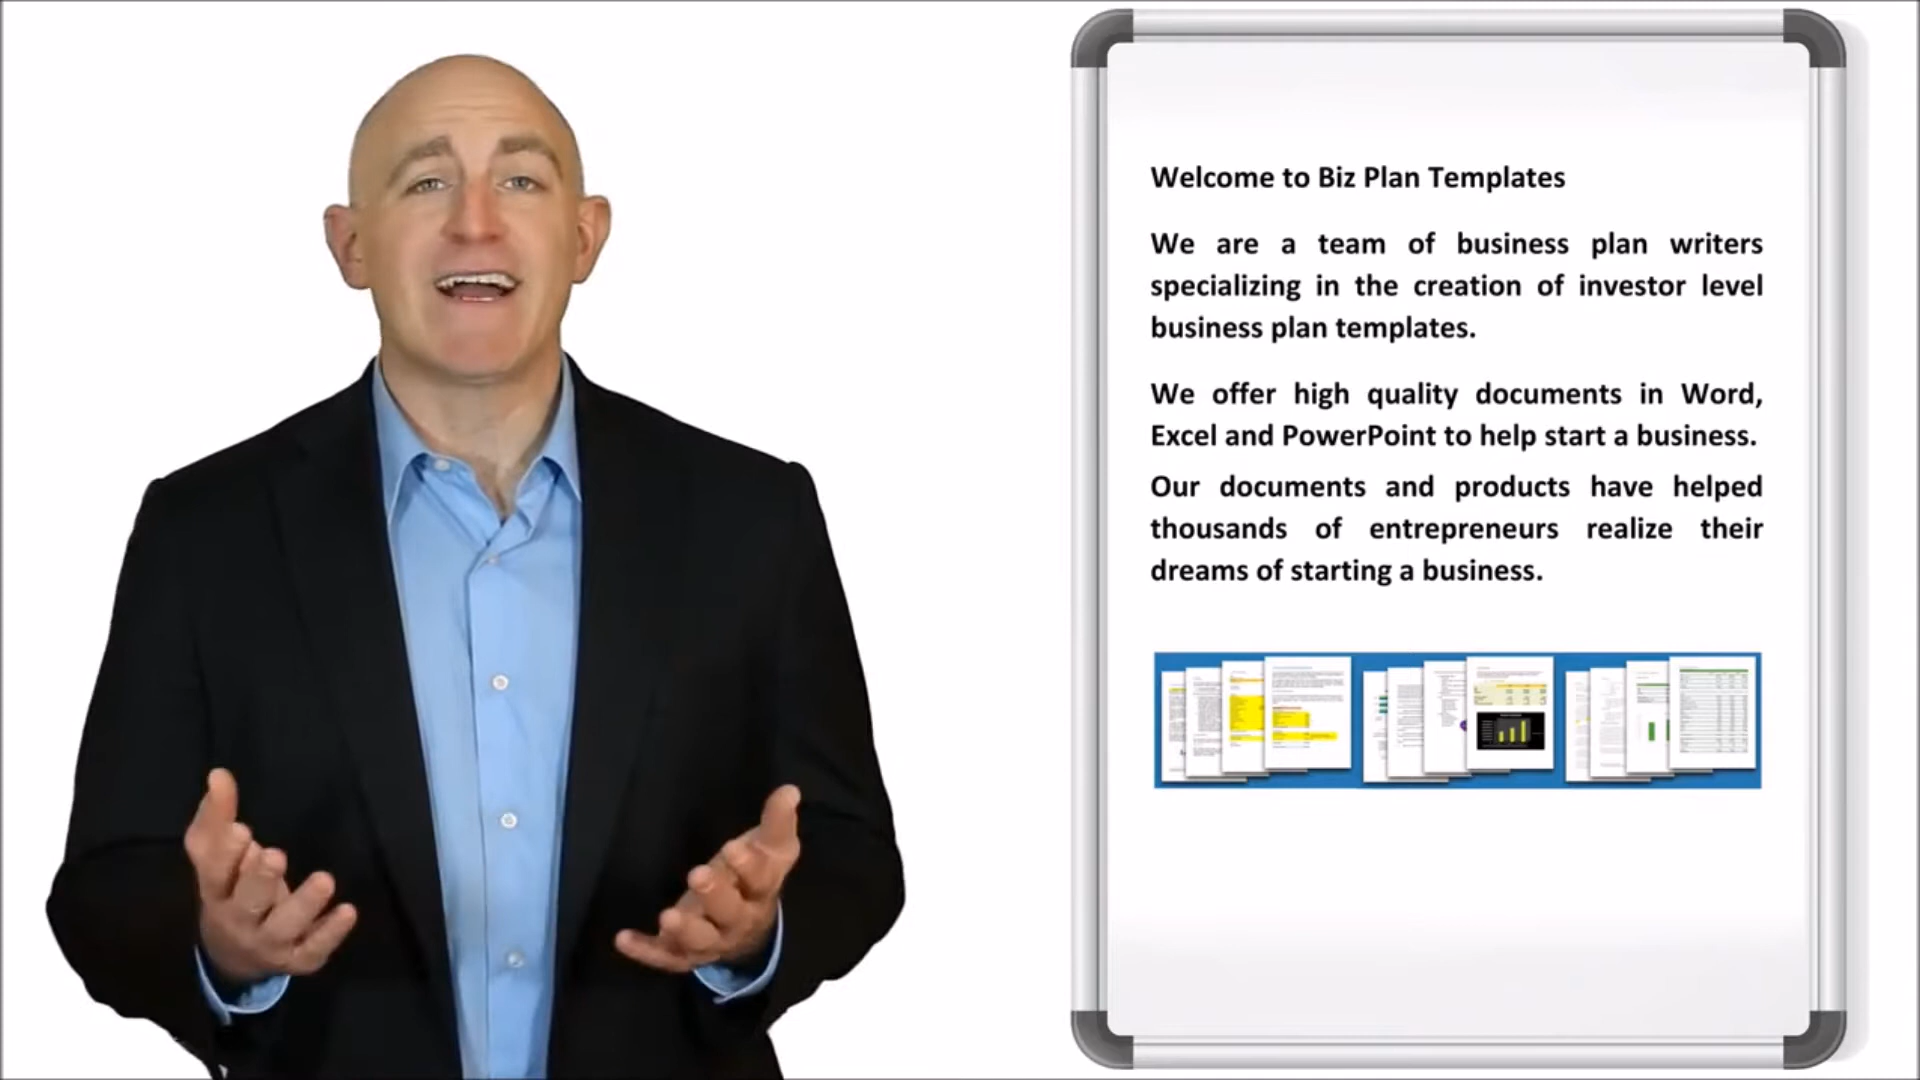 Welcome to Biz Plan Templates
We are a team of business plan writers
specializing in the creation of investor level
business plan templates.
We offer high quality documents in Word,
Excel and PowerPoint to help start a business.
Our documents and products have helped
thousands of entrepreneurs realize their
dreams of starting a business.